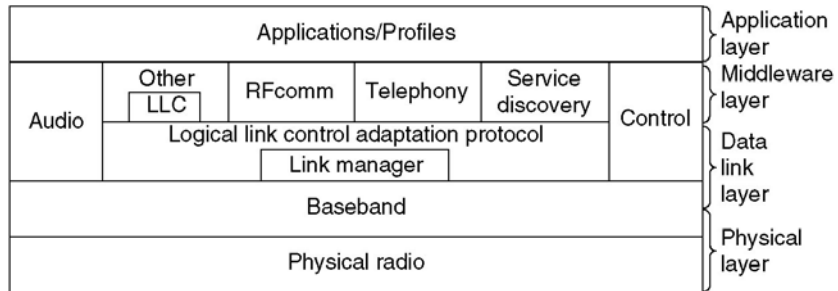 Applications/Profiles
Application
layer
Audio
Other
LLC
RFcomm
Telephony
Service
discovery
Control
Middleware
layer
Logical link control adaptation protocol
Link manager
Data
link
layer
Baseband
Physical radio
Physical
layer